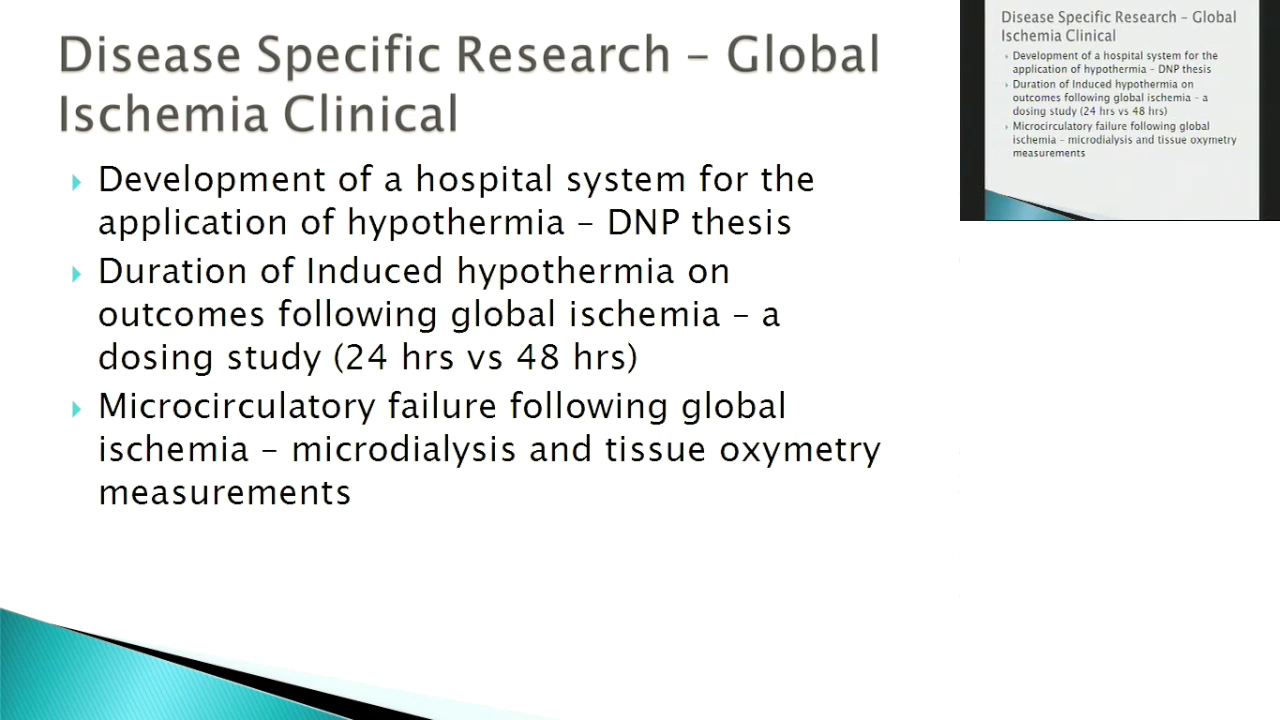 Disease Specific Research – Global
Ischemia Clinical
Development of a hospital system for the
application of hypothermia – DNP thesis
Duration of Induced hypothermia on
outcomes following global ischemia – a
dosing study (24 hrs vs 48 hrs)
Microcirculatory failure following global
ischemia – microdialysis and tissue oxymetry
measurements
Disease Specific Research – Global
Ischemia Clinical
Development of a hospital system for the
application of hypothermia – DNP thesis
Duration of Induced hypothermia on
outcomes following global ischemia – a
dosing study (24 hrs vs 48 hrs)
Microcirculatory failure following global
ischemia – microdialysis and tissue oxymetry
measurements